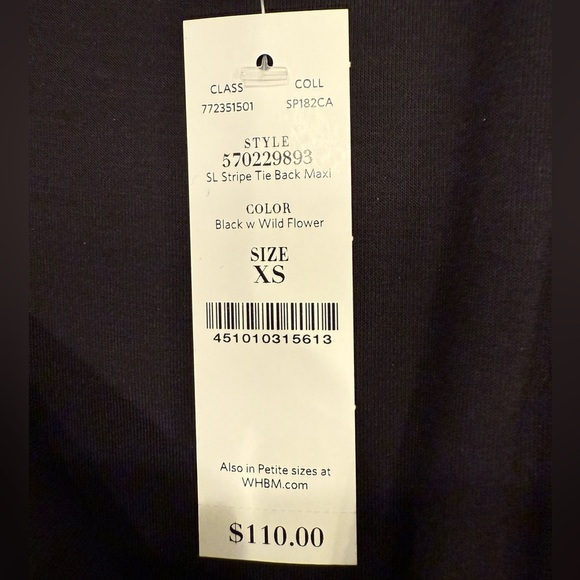 CLASS COLL
772351501 SP182CA
STYLE
570229893
SL Stripe Tie Back Maxi
COLOR
Black w Wild Flower
SIZE
XS
451010315613
Also in Petite sizes at
WHBM.com
$110.00